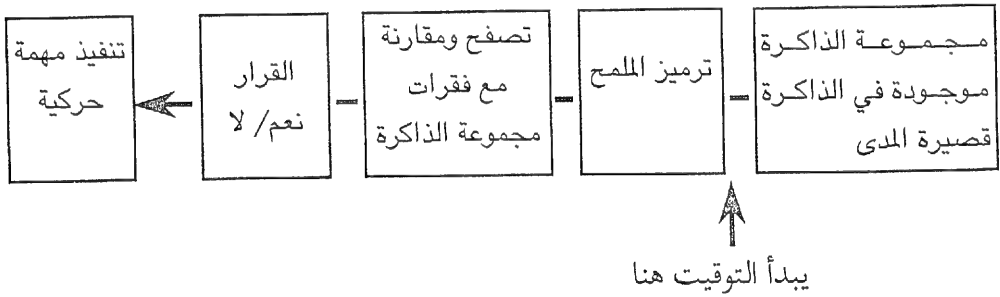 مـجـمـوعـة الذاكـرة
مـوجـودة في الذاكـرة
قصيرة المدى
ترميز الملمح
تصفح ومقارنة
مع فقرات
مجموعة الذاكرة
القرار
نعم/ لا
تنفيذ مهمة
حركية
يبدأ التوقيت هنا